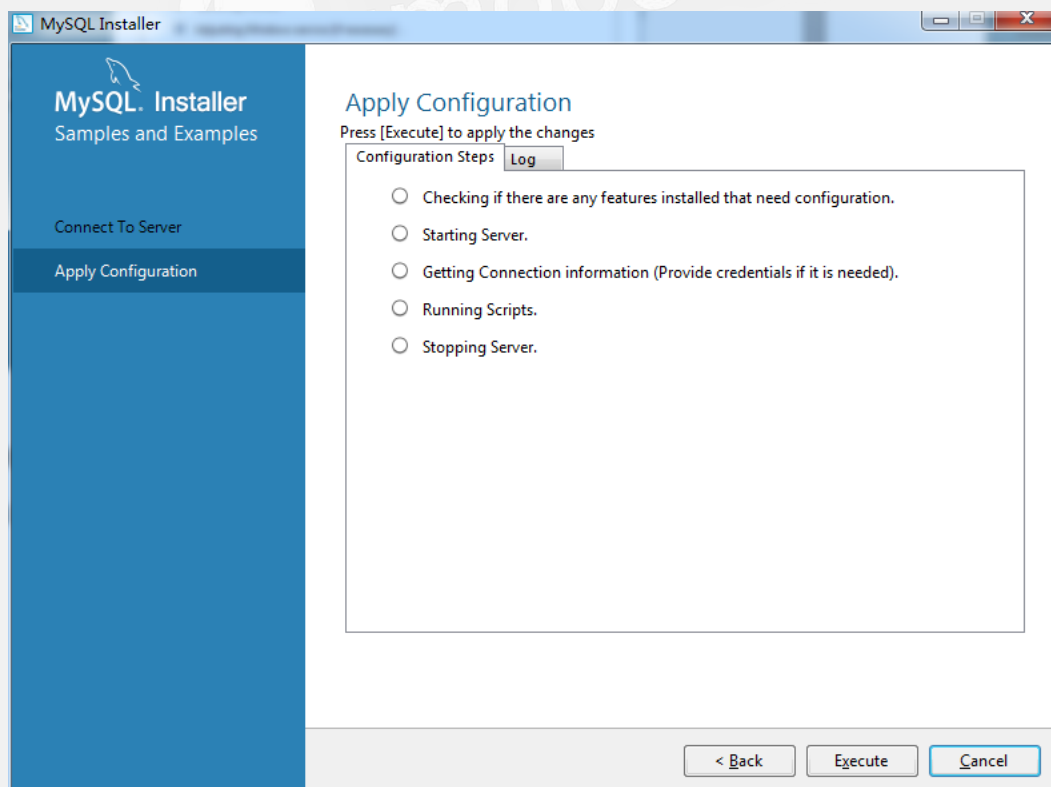 MySQL Installer
MySQL. Installer
Samples and Examples
Connect To Server
Apply Configuration
Apply Configuration
Press [Execute] to apply the changes
Configuration Steps
Log
Checking if there are any features installed that need configuration.
Starting Server.
Getting Connection information (Provide credentials if it is needed).
Running Scripts.
Stopping Server.
< Back
Execute
Cancel